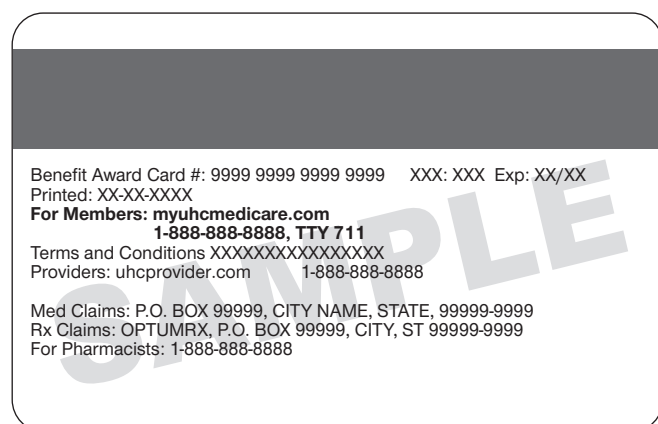 Benefit Award Card #: 9999 9999 9999 9999 XXX: XXX Exp: XX/XX
Printed: XX-XX-XXXX
For Members: myuhcmedicare.com
1-888-888-8888, TTY 711
Terms and Conditions XXXXXXXXXXXXXXXX
Providers: uhcprovider.com 1-888-888-8888
Med Claims: P.O. BOX 99999, CITY NAME, STATE, 99999-9999
Rx Claims: OPTUMRX, P.O. BOX 99999, CITY, ST 99999-9999
For Pharmacists: 1-888-888-8888
SAMPLE